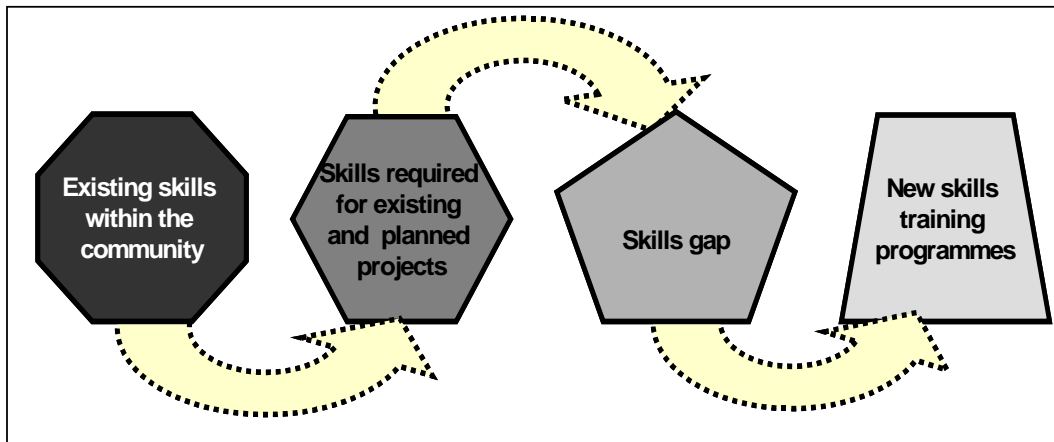 Existing skills
within the
community
Skills required
for existing
and planned
projects
Skills gap
New skills
training
programmes